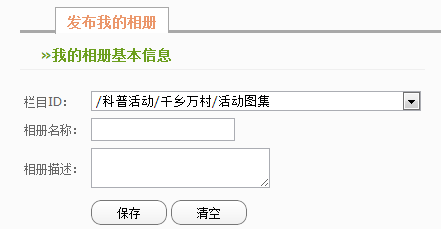 发布我的相册
»我的相册基本信息
栏目ID： /科普活动/千乡万村/活动图集
相册名称：
相册描述：
保存 清空